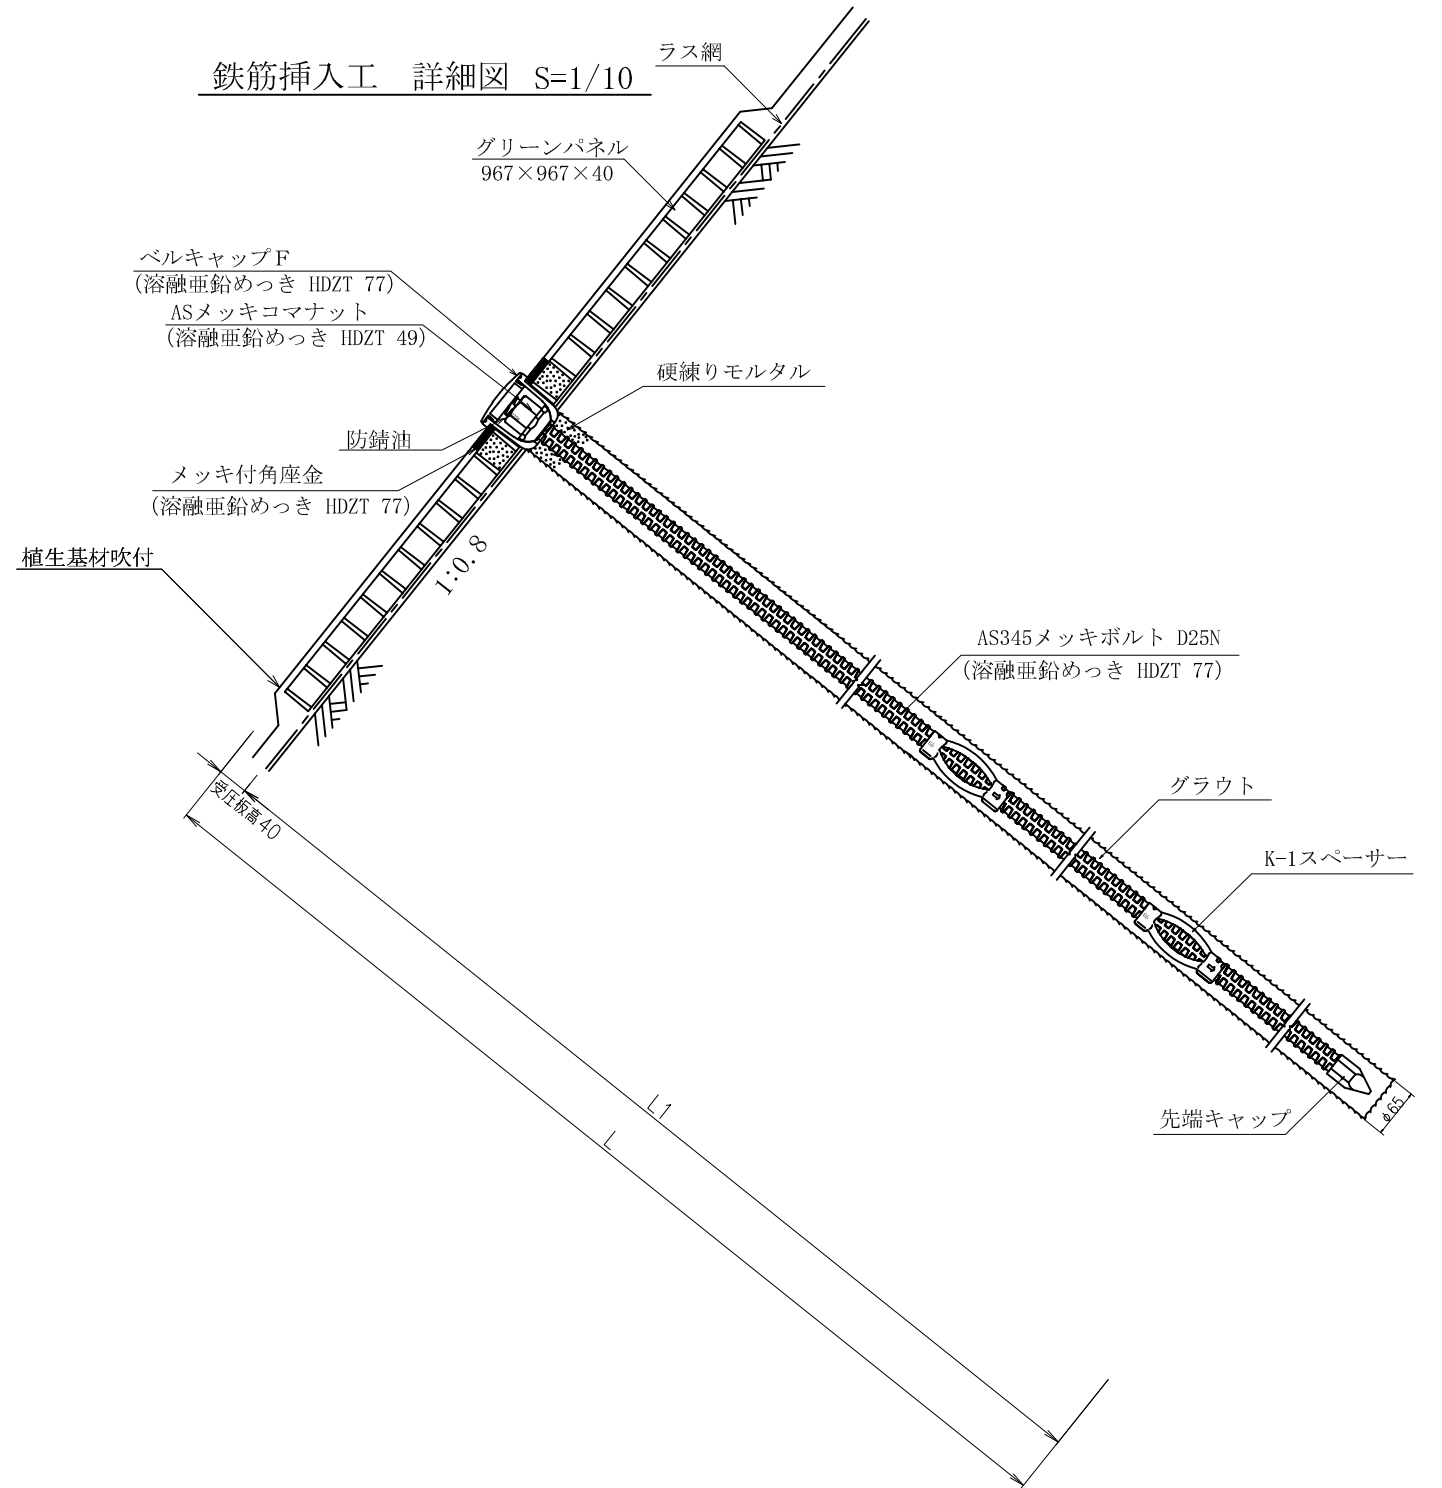 鉄筋挿入工　詳細図 S=1/10
ラス網
グリーンパネル
967×967×40
ベルキャップF
(溶融亜鉛めっき HDZT 77)
ASメッキコマナット
(溶融亜鉛めっき HDZT 49)
硬練りモルタル
防錆油
メッキ付角座金
(溶融亜鉛めっき HDZT 77)
植生基材吹付
1:0.8
AS345メッキボルト D25N
(溶融亜鉛めっき HDZT 77)
受圧板高40
グラウト
K-1スペーサー
φ65
先端キャップ
L1
L